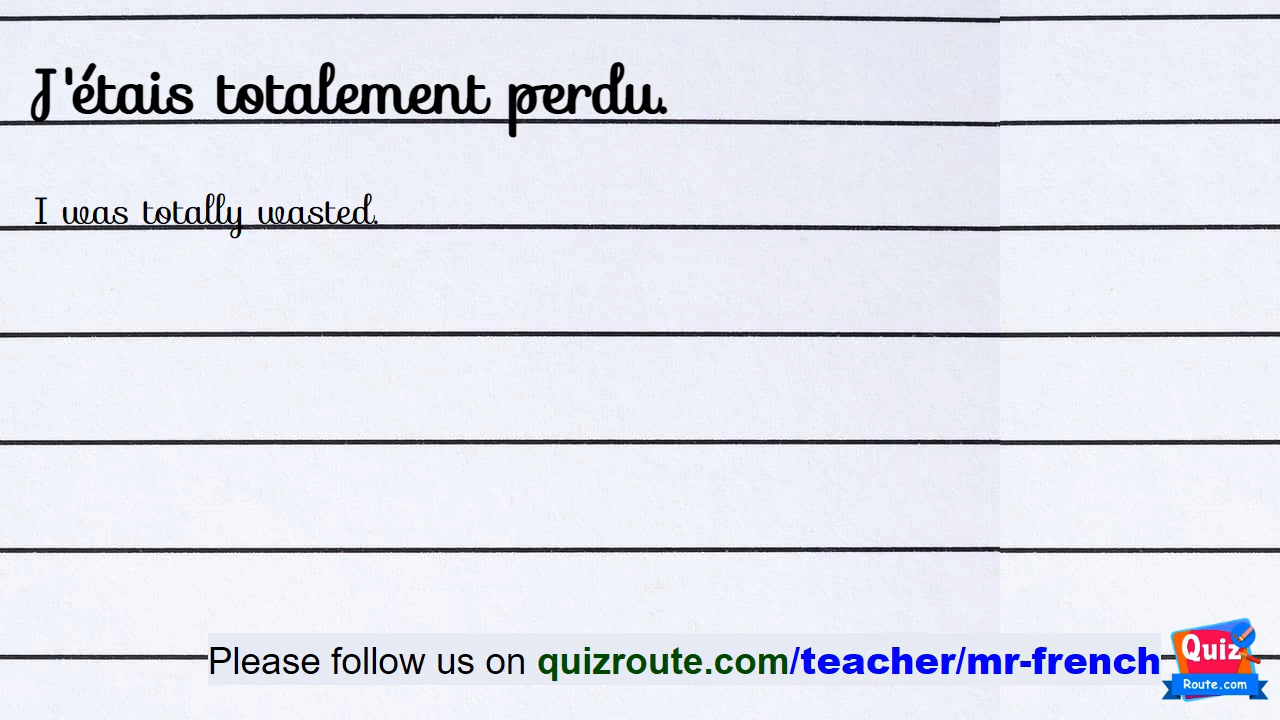 J'étais totalement perdu.
I was totally wasted.
Please follow us on quizroute.com/teacher/mr-french
Quiz
Route.com